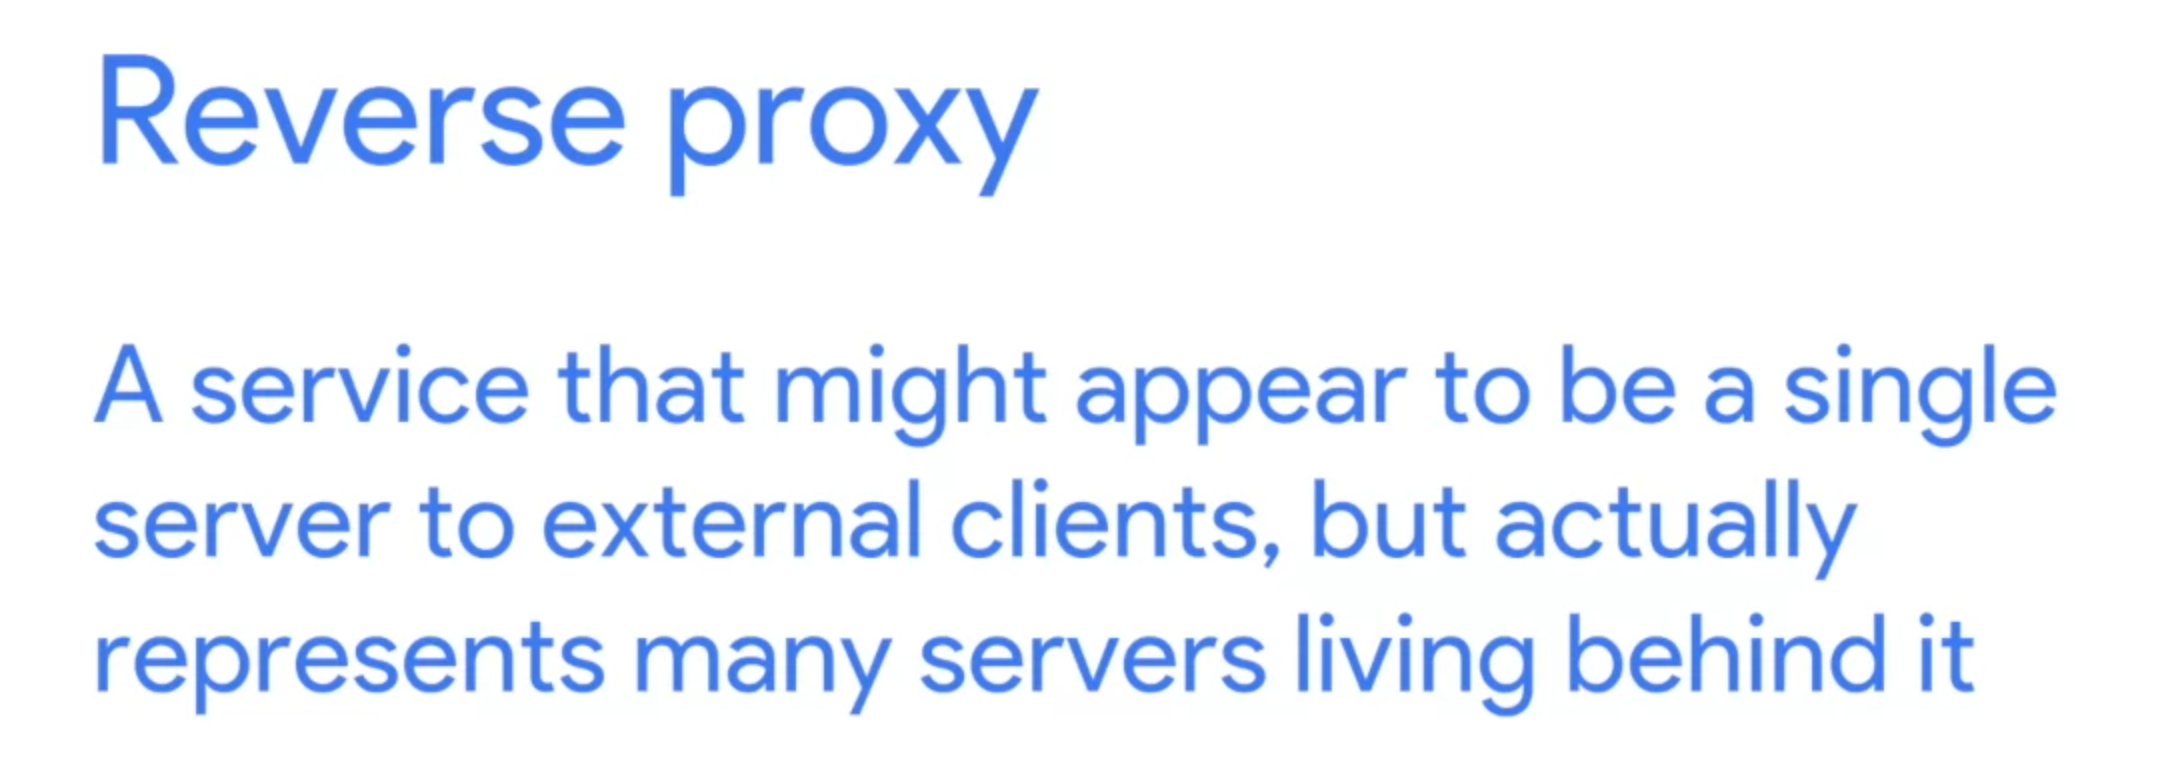 Reverse proxy
A service that might appear to be a single
server to external clients, but actually
represents many servers living behind it